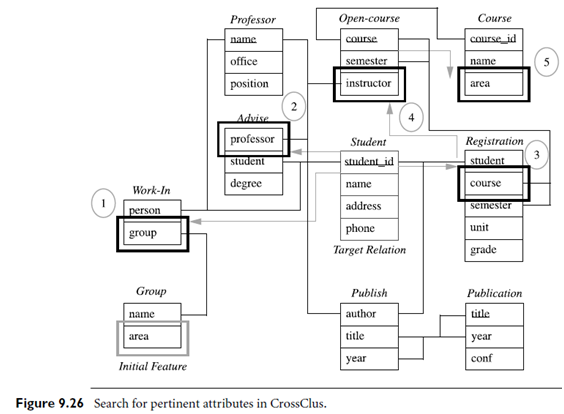 Professor
name
office
position
Open-course
course
semester
instructor
Course
course_id
name
area
5
2
Advise
professor
student
degree
4
Student
student_id
name
address
phone
Target Relation
Registration
student
course
semester
unit
grade
3
1
Work-In
person
group
Group
name
area
Initial Feature
Publish
author
title
year
Publication
title
year
conf
Figure 9.26 Search for pertinent attributes in CrossClus.